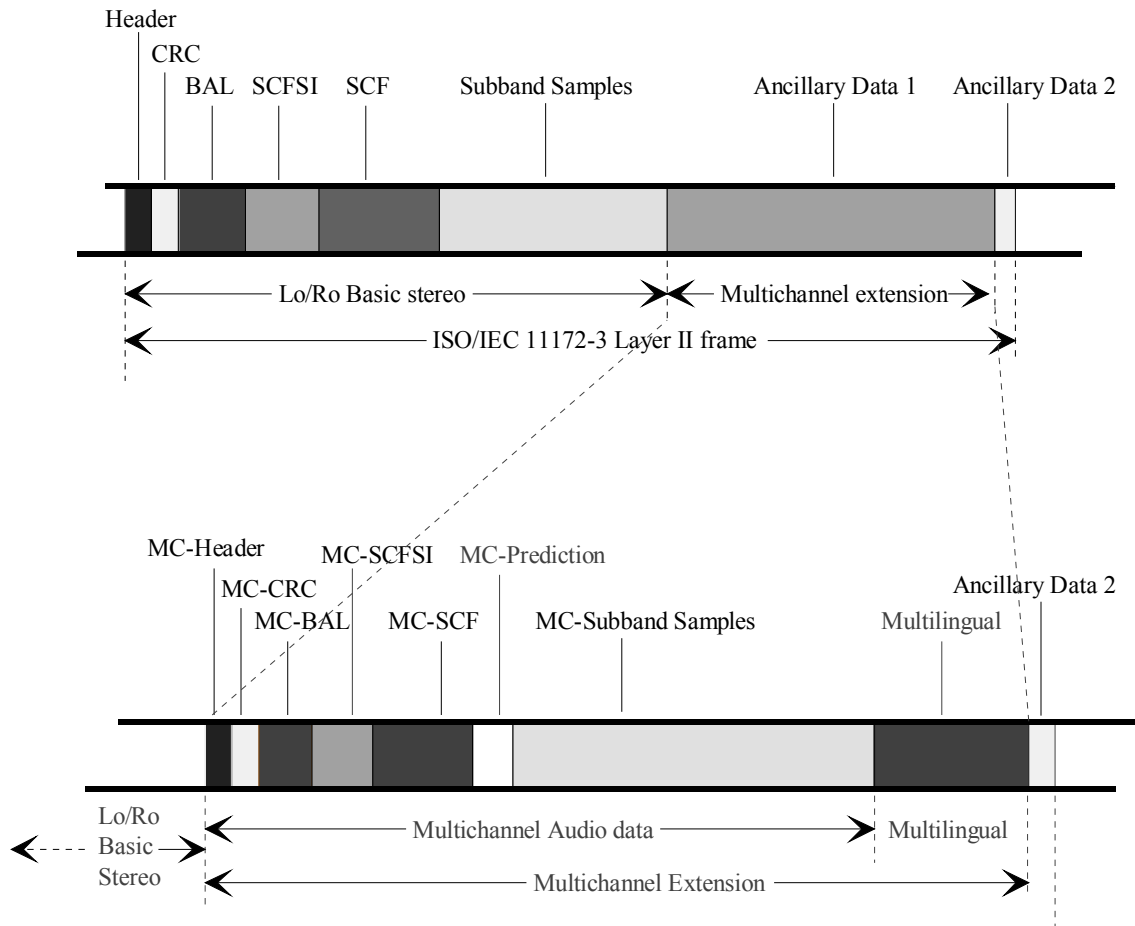 Header
CRC
BAL SCFSI SCF Subband Samples Ancillary Data 1 Ancillary Data 2
Lo/Ro Basic stereo Multichannel extension
ISO/IEC 11172-3 Layer II frame
MC-Header MC-SCFSI MC-Prediction
MC-CRC Ancillary Data 2
MC-BAL MC-SCF MC-Subband Samples Multilingual
Lo/Ro
Basic
Stereo
Multichannel Audio data Multilingual
Multichannel Extension